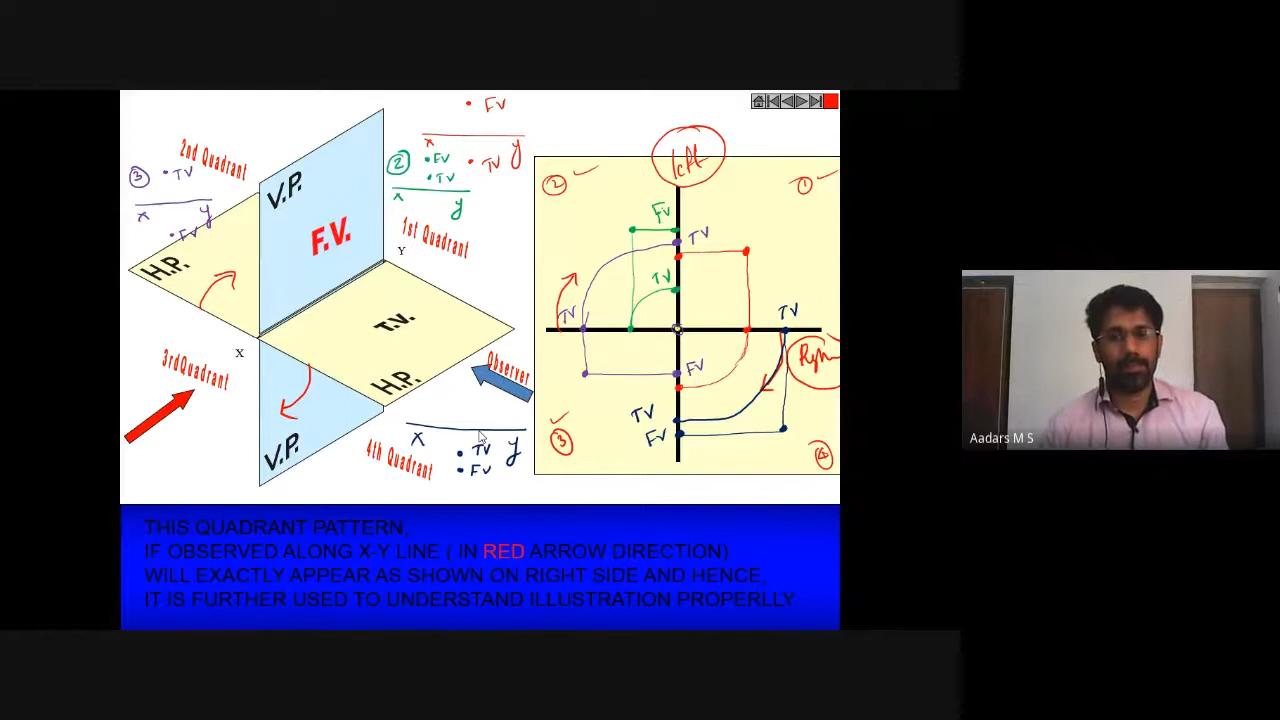 2nd Quadrant
V.P.
F.V.
H.P.
1st Quadrant
Y
T.V.
X
H.P.
Observer
3rdQuadrant
V.P.
4th Quadrant
• FV
x y
• TV
② • FV
• TV
x y
③ • TV
x y
• FV
x y
• TV
• FV
left
②
①
FV
TV
TV
TV
TV
Right
FV
TV
FV
③
④
THIS QUADRANT PATTERN,
IF OBSERVED ALONG X-Y LINE ( IN RED ARROW DIRECTION)
WILL EXACTLY APPEAR AS SHOWN ON RIGHT SIDE AND HENCE,
IT IS FURTHER USED TO UNDERSTAND ILLUSTRATION PROPERLLY
Aadars M S